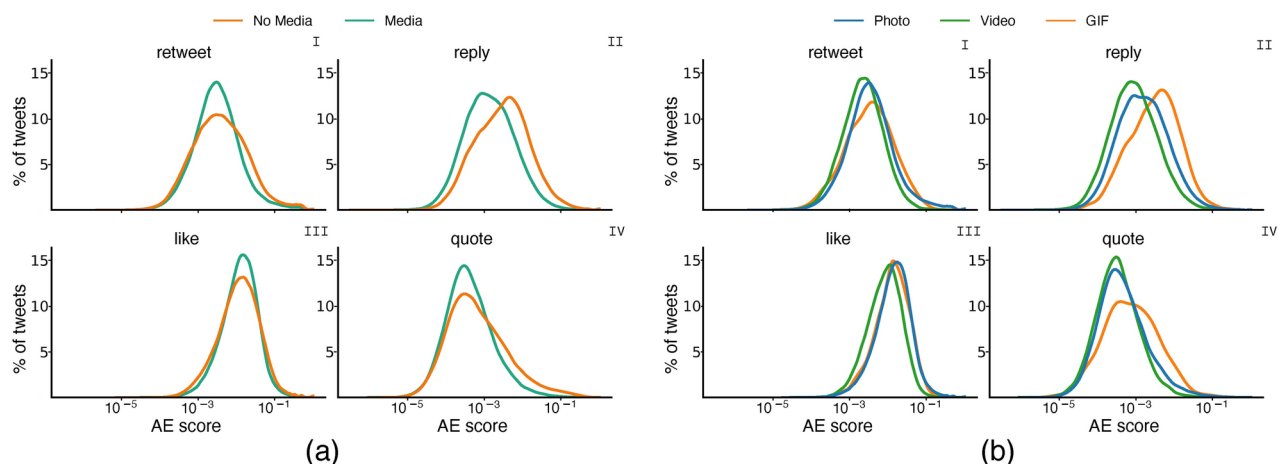 No Media Media
Photo Video GIF
I
retweet
II
reply
I
retweet
II
reply
% of tweets
15
10
5
15
10
5
% of tweets
15
10
5
15
10
5
III
like
IV
quote
III
like
IV
quote
% of tweets
15
10
5
15
10
5
% of tweets
15
10
5
15
10
5
10^-5 10^-3 10^-1
10^-5 10^-3 10^-1
10^-5 10^-3 10^-1
10^-5 10^-3 10^-1
AE score
AE score
AE score
AE score
(a)
(b)